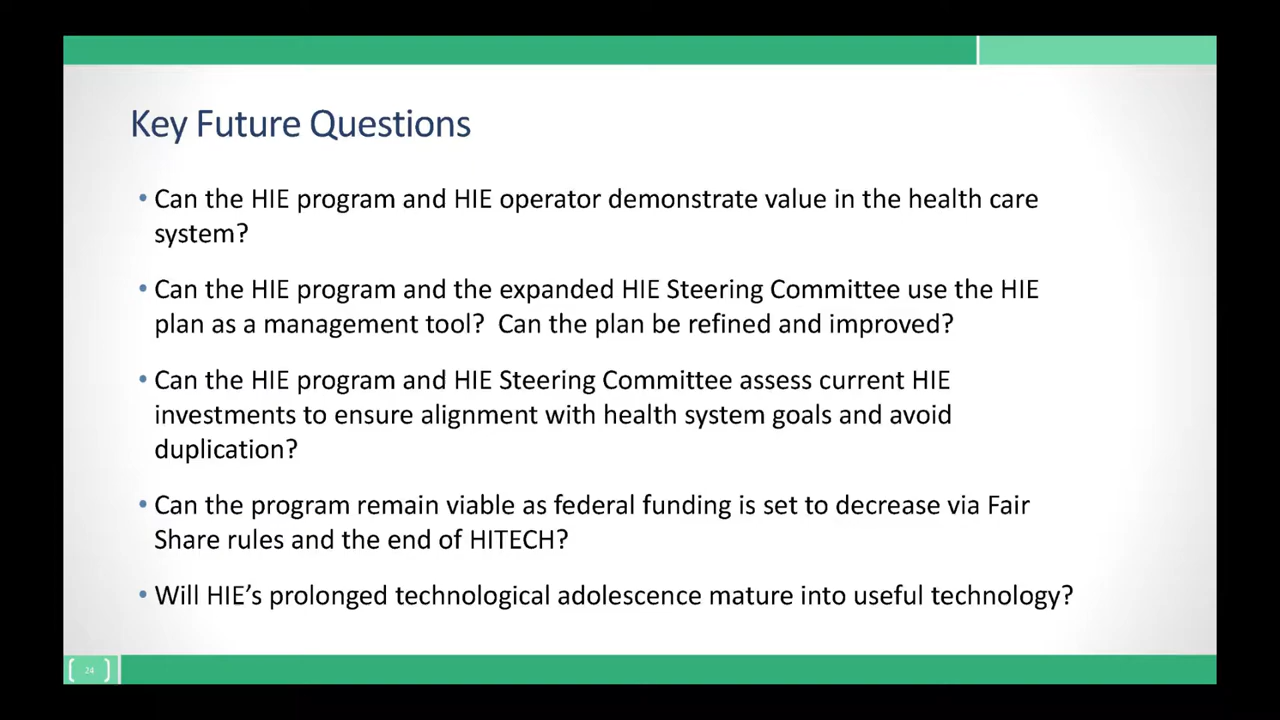 Key Future Questions
• Can the HIE program and HIE operator demonstrate value in the health care
system?
• Can the HIE program and the expanded HIE Steering Committee use the HIE
plan as a management tool?  Can the plan be refined and improved?
• Can the HIE program and HIE Steering Committee assess current HIE
investments to ensure alignment with health system goals and avoid
duplication?
• Can the program remain viable as federal funding is set to decrease via Fair
Share rules and the end of HITECH?
• Will HIE’s prolonged technological adolescence mature into useful technology?
24